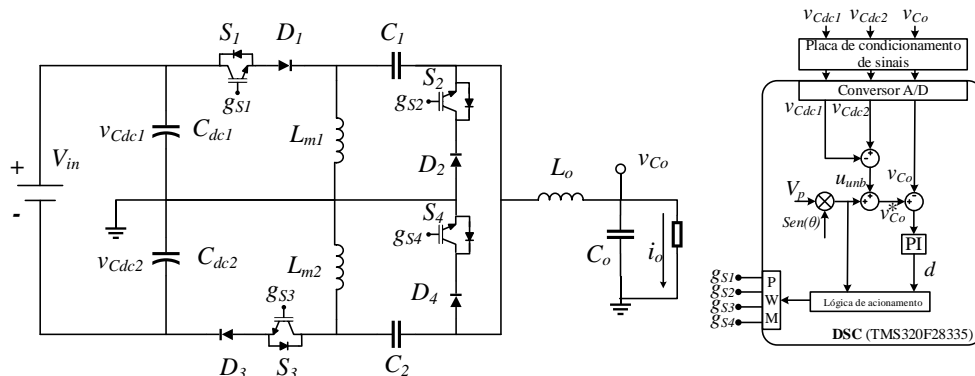 S1
D1
C1
gS1
S2
gS2
vCdc1
Cdc1
Lm1
D2
+
Vin
-
vCo
Lo
S4
gS4
vCdc2
Cdc2
Lm2
Co
io
gS3
D4
D3
S3
C2
vCdc1 vCdc2 vCo
Placa de condicionamento
de sinais
Conversor A/D
vCdc1 vCdc2
- +
uunb
vCo
Vp
+ +
+ -
v*Co
Sen(θ)
PI
d
gS1
gS2
gS3
gS4
P
W
M
Lógica de acionamento
DSC (TMS320F28335)